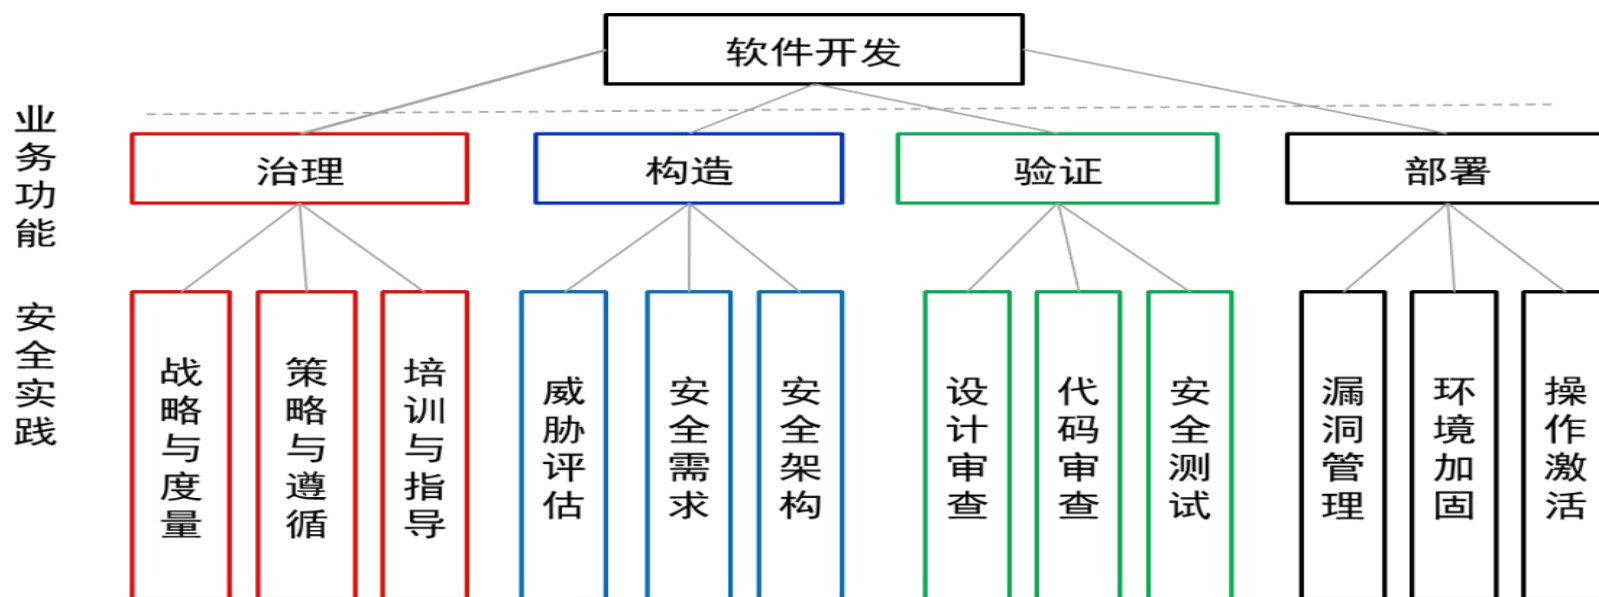 软件开发
业务功能
治理
构造
验证
部署
安全实践
战略与度量
策略与遵循
培训与指导
威胁评估
安全需求
安全架构
设计审查
代码审查
安全测试
漏洞管理
环境加固
操作激活